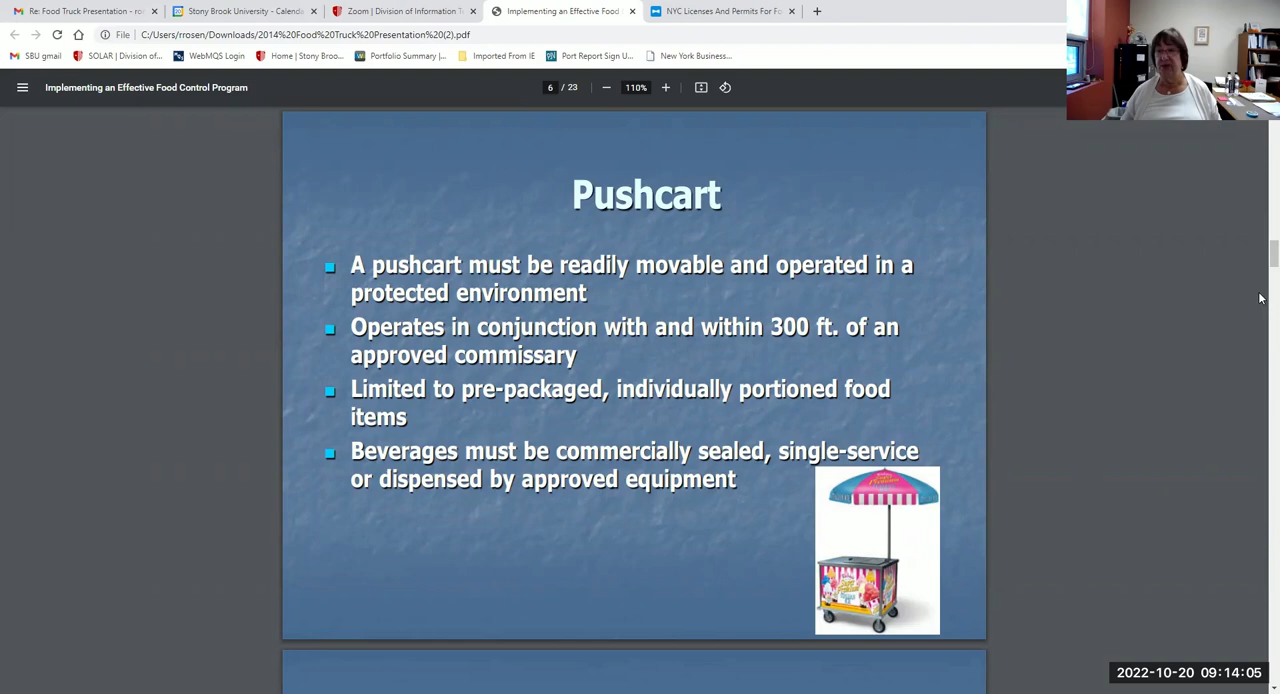 Re: Food Truck Presentation - ro
Stony Brook University - Calenda
Zoom | Division of Information T
Implementing an Effective Food
NYC Licenses And Permits For Fo
File C:/Users/rrosen/Downloads/2014%20Food%20Truck%20Presentation%20(2).pdf
SBU gmail
SOLAR | Division of...
WebMQS Login
Home | Stony Broo...
Portfolio Summary |...
Imported From IE
Port Report Sign U...
New York Business...
Implementing an Effective Food Control Program
6 / 23
110%
Pushcart
A pushcart must be readily movable and operated in a
protected environment
Operates in conjunction with and within 300 ft. of an
approved commissary
Limited to pre-packaged, individually portioned food
items
Beverages must be commercially sealed, single-service
or dispensed by approved equipment
2022-10-20 09:14:05